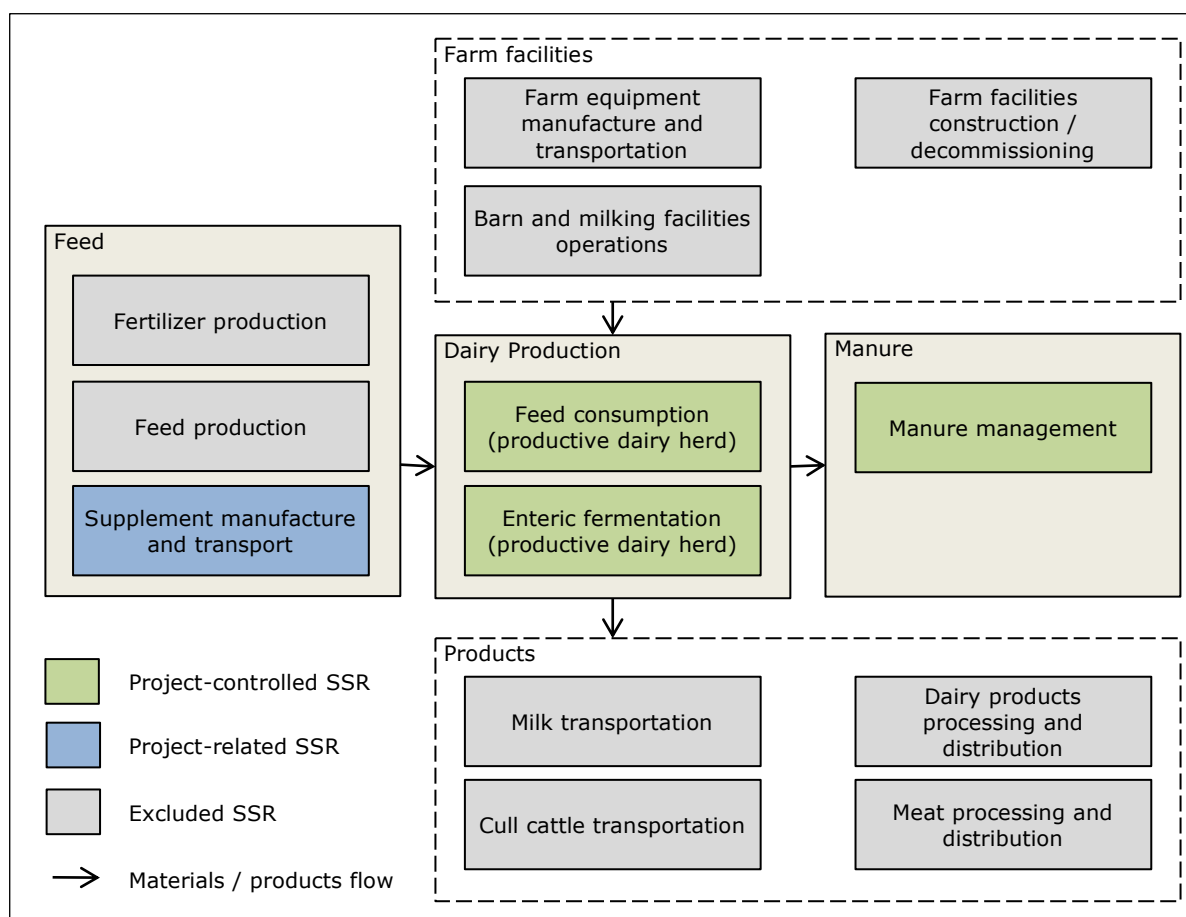 Farm facilities
Farm equipment
manufacture and
transportation
Farm facilities
construction /
decommissioning
Barn and milking facilities
operations
Feed
Fertilizer production
Feed production
Supplement manufacture
and transport
Dairy Production
Feed consumption
(productive dairy herd)
Enteric fermentation
(productive dairy herd)
Manure
Manure management
Products
Milk transportation
Dairy products
processing and
distribution
Cull cattle transportation
Meat processing and
distribution
Project-controlled SSR
Project-related SSR
Excluded SSR
Materials / products flow